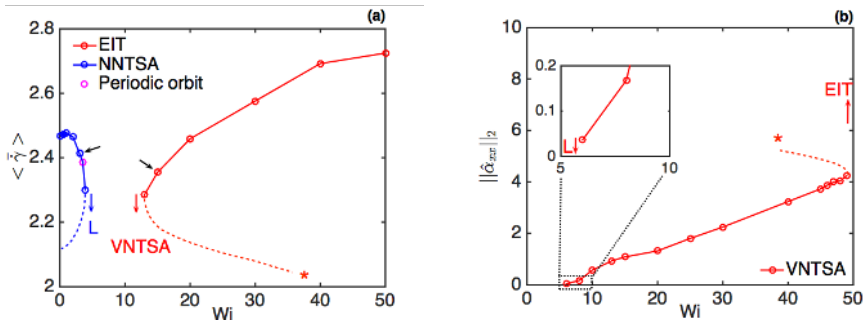 (a)
2.8
2.6
2.4
2.2
2
< γ̇̄ >
EIT
NNTSA
Periodic orbit
L
VNTSA
*
0
10
20
30
40
50
Wi
(b)
10
8
6
4
2
0
||α̂xx||2
0.2
0.1
0
L
5
10
EIT
*
VNTSA
0
10
20
30
40
50
Wi